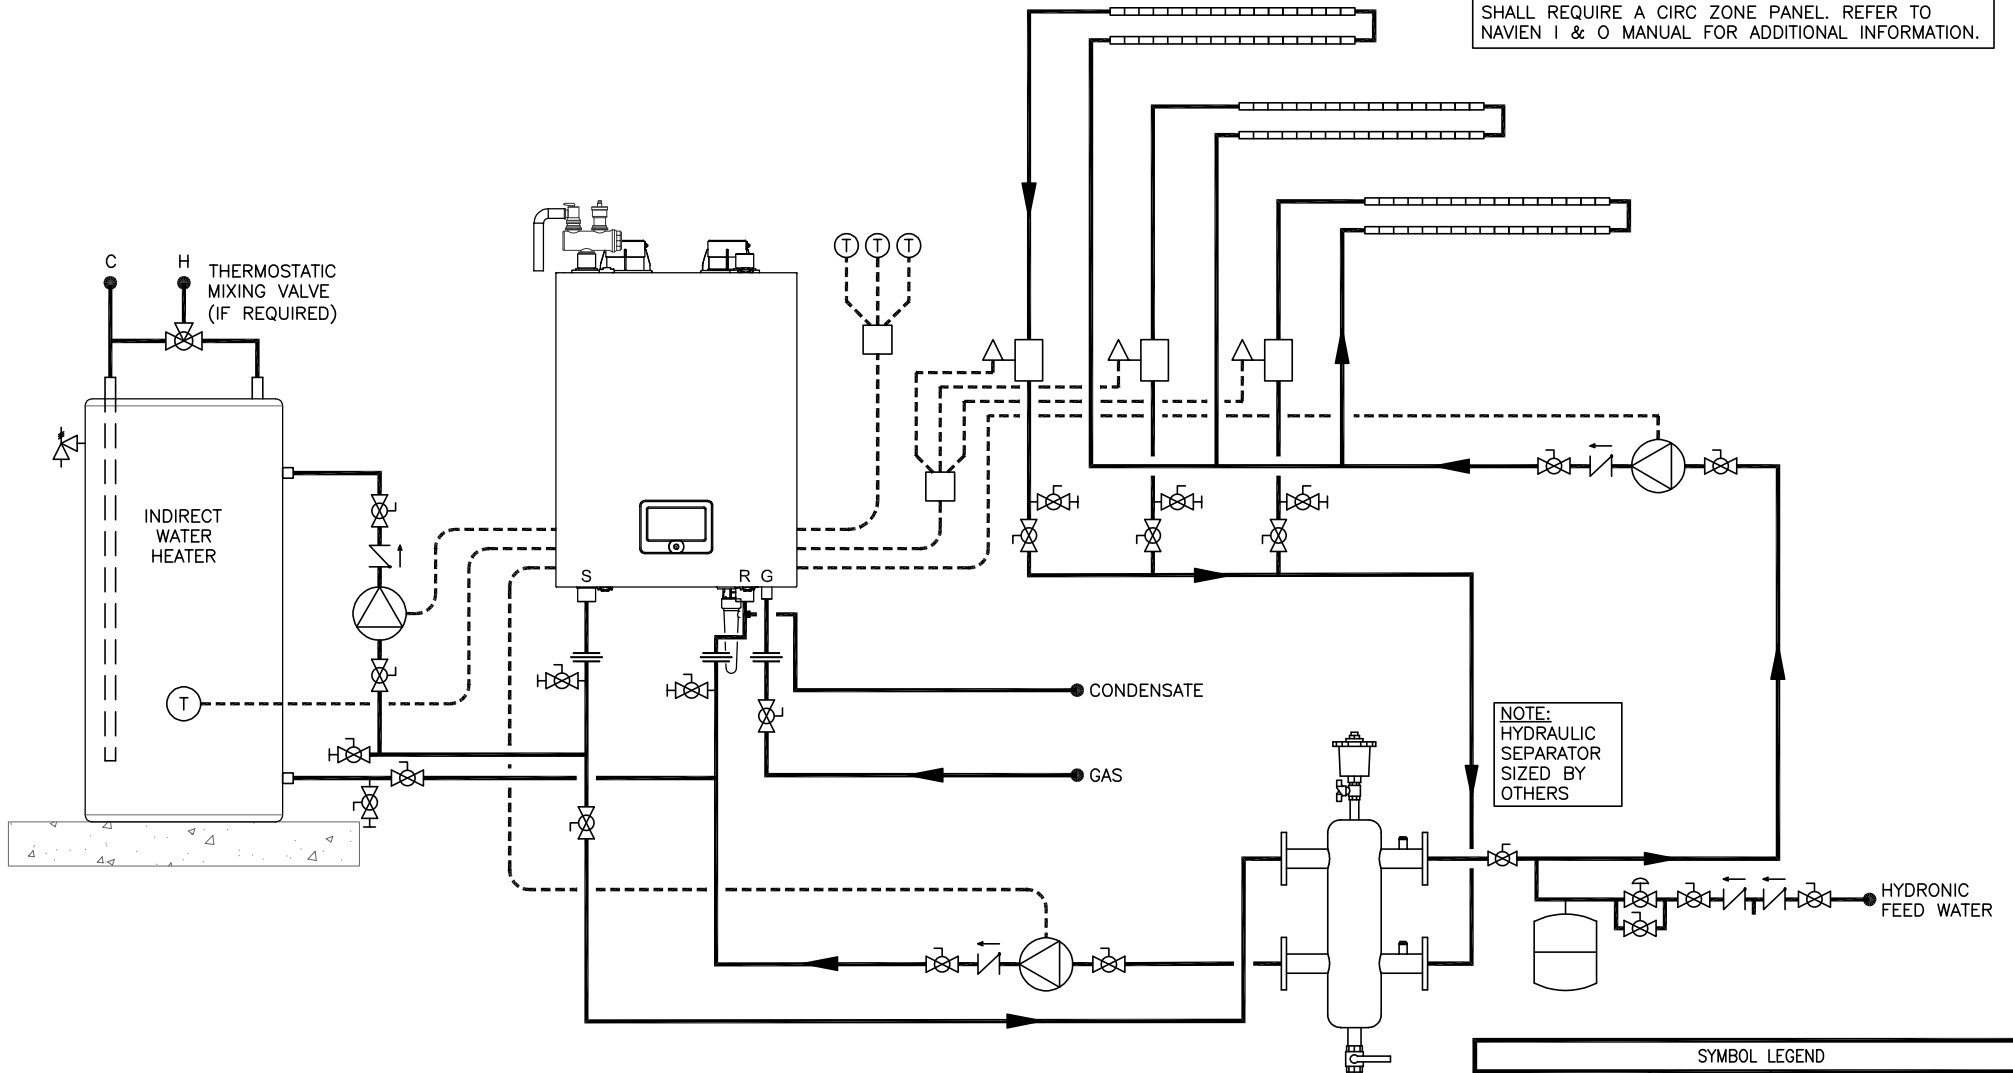 SHALL REQUIRE A CIRC ZONE PANEL. REFER TO
NAVIEN I & O MANUAL FOR ADDITIONAL INFORMATION.
C
H
THERMOSTATIC
MIXING VALVE
(IF REQUIRED)
T T T
INDIRECT
WATER
HEATER
S
R G
T
CONDENSATE
GAS
NOTE:
HYDRAULIC
SEPARATOR
SIZED BY
OTHERS
HYDRONIC
FEED WATER
SYMBOL LEGEND